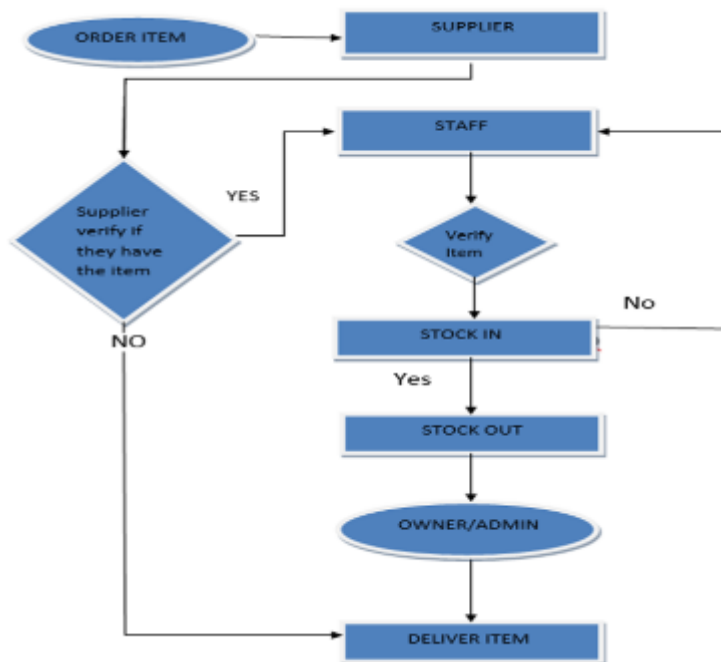 ORDER ITEM
SUPPLIER
STAFF
YES
Supplier
verify if
they have
the item
Verify
Item
No
STOCK IN
NO
Yes
STOCK OUT
OWNER/ADMIN
DELIVER ITEM